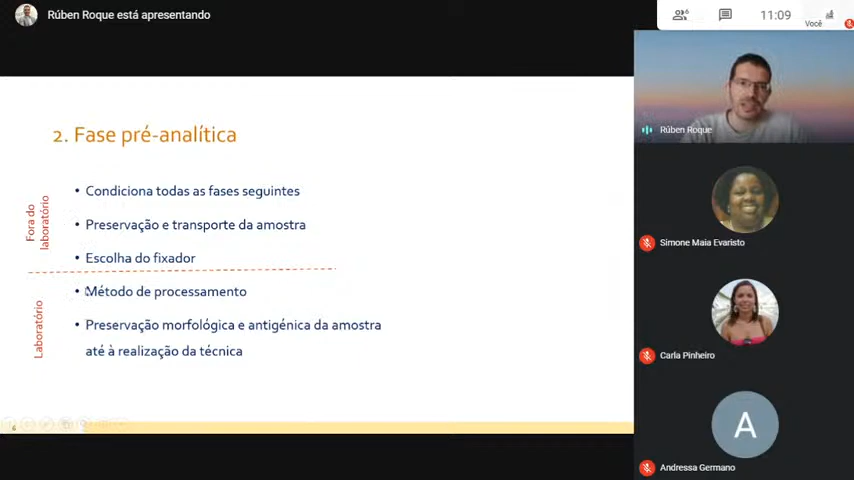 Rúben Roque está apresentando
6
11:09
Você
2. Fase pré-analítica
Fora do
laboratório
• Condiciona todas as fases seguintes
• Preservação e transporte da amostra
• Escolha do fixador
Laboratório
• Método de processamento
• Preservação morfológica e antigénica da amostra
até à realização da técnica
Rúben Roque
Simone Maia Evaristo
Carla Pinheiro
A
Andressa Germano